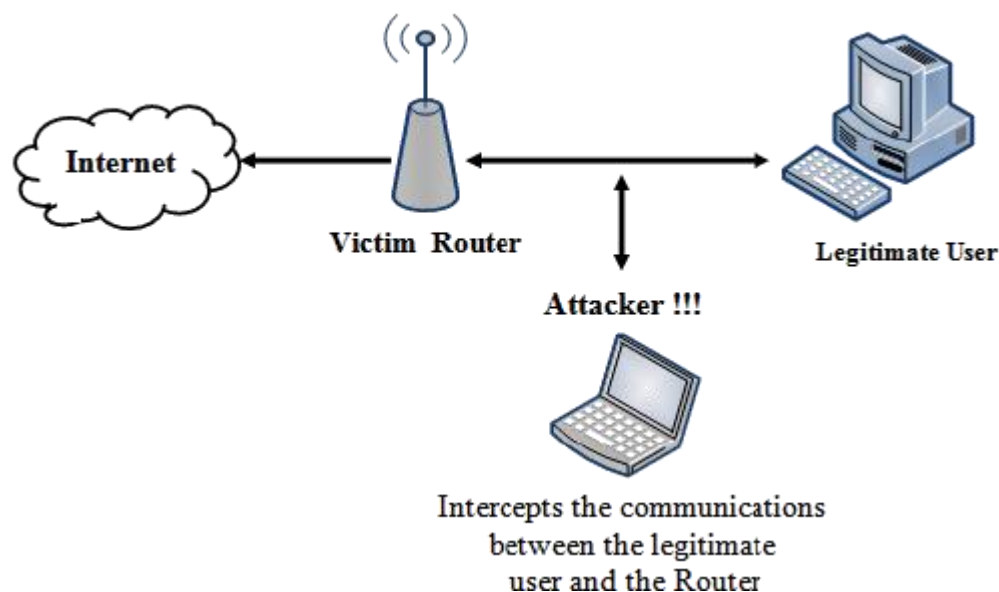 Internet
Victim Router
Legitimate User
Attacker !!!
Intercepts the communications
between the legitimate
user and the Router